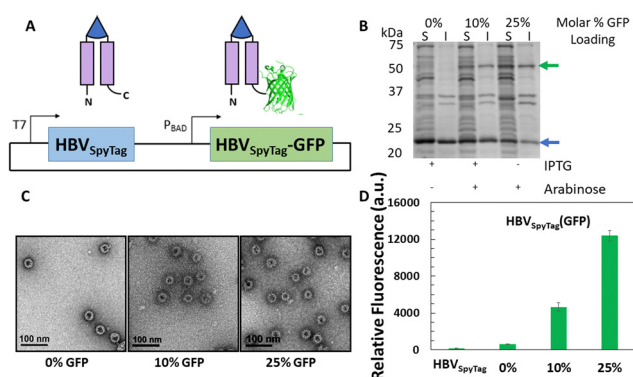 A
N
C
N
T7
HBVSpyTag
PBAD
HBVSpyTag-GFP
B
0% 10% 25% Molar % GFP
Loading
kDa S I S I S I
75
50
37
25
20
+ + - IPTG
- + + Arabinose
C
100 nm 100 nm 100 nm
0% GFP 10% GFP 25% GFP
D
Relative Fluorescence (a.u.)
HBVSpyTag(GFP)
16000
12000
8000
4000
0
HBVSpyTag 0% 10% 25%